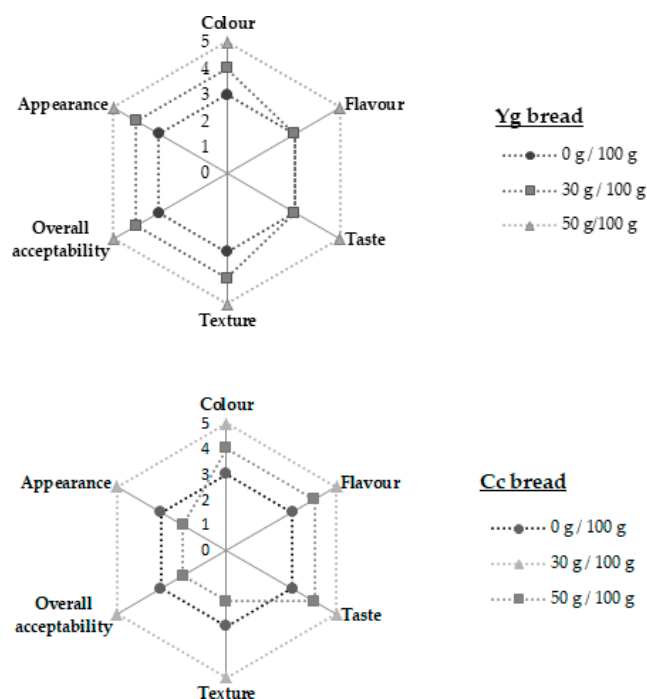 Colour
5
4
3
2
1
0
Appearance
Flavour
Overall
acceptability
Taste
Texture
Yg bread
0 g / 100 g
30 g / 100 g
50 g/100 g
Colour
5
4
3
2
1
0
Appearance
Flavour
Overall
acceptability
Taste
Texture
Cc bread
0 g / 100 g
30 g / 100 g
50 g / 100 g